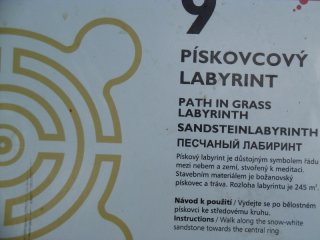 9
PÍSKOVCOVÝ
LABYRINT
PATH IN GRASS
LABYRINTH
SANDSTEINLABYRINTH
ПЕСЧАНЫЙ ЛАБИРИНТ
Pískový labyrint je důstojným symbolem řádu
mezi nebem a zemí, stvořený k meditaci.
Stavebním materiálem je božanovský
pískovec a tráva. Rozloha labyrintu je 245 m².
Návod k použití / Vydejte se po bělostném
pískovci ke středovému kruhu.
Instructions / Walk along the snow-white
sandstone towards the central ring.